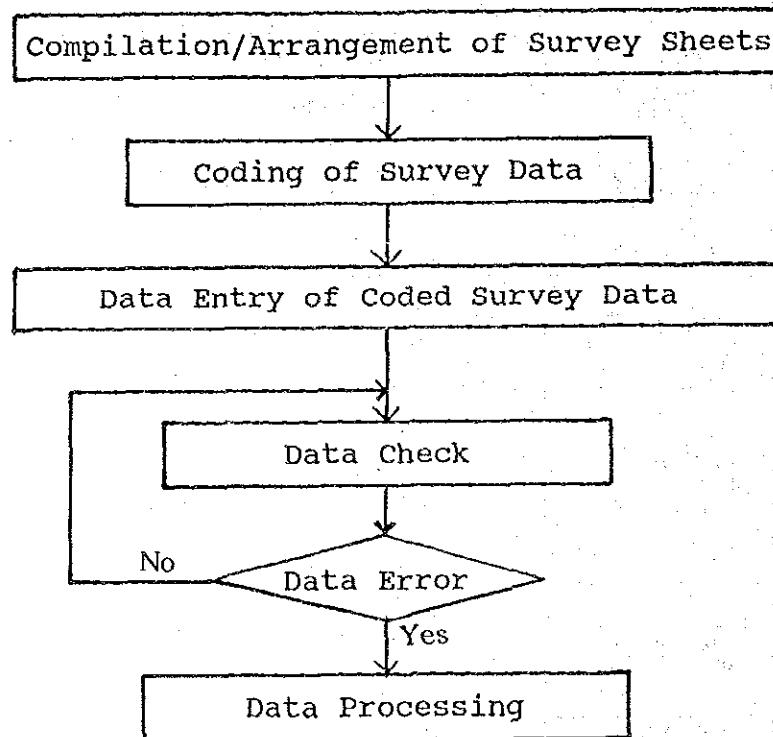 Compilation/Arrangement of Survey Sheets
Coding of Survey Data
Data Entry of Coded Survey Data
Data Check
No
Data Error
Yes
Data Processing